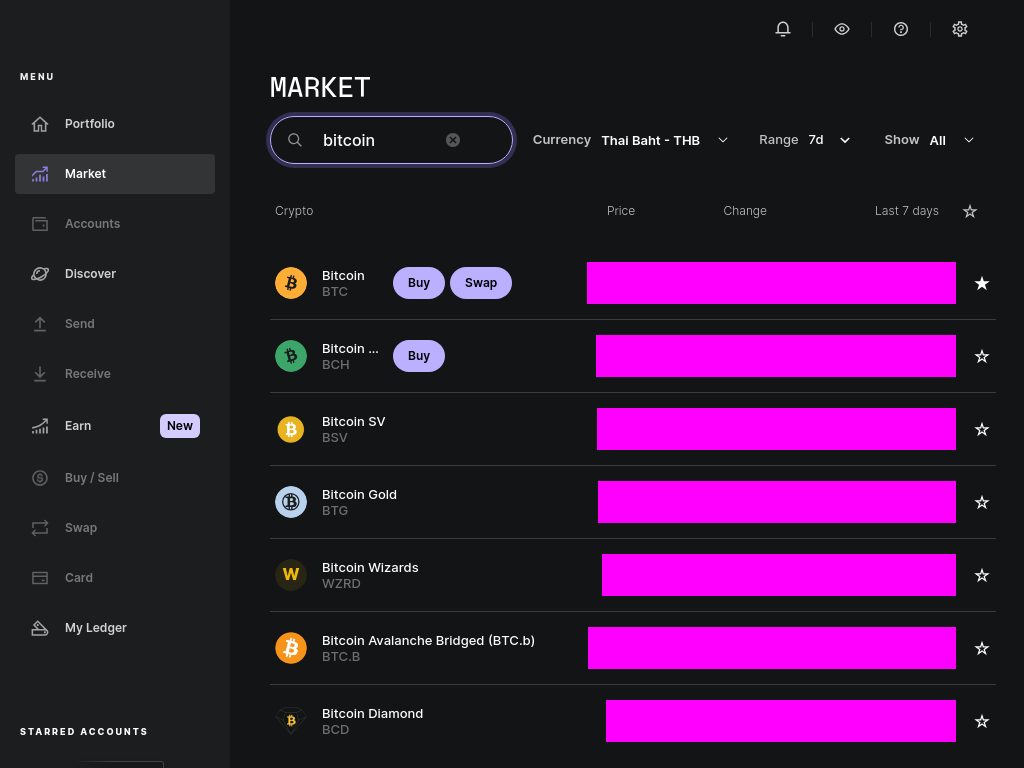 MENU
Portfolio
Market
Accounts
Discover
Send
Receive
Earn New
Buy / Sell
Swap
Card
My Ledger
STARRED ACCOUNTS
MARKET
bitcoin
Currency Thai Baht - THB
Range 7d
Show All
Crypto Price Change Last 7 days
Bitcoin
BTC
Buy Swap
Bitcoin ...
BCH
Buy
Bitcoin SV
BSV
Bitcoin Gold
BTG
Bitcoin Wizards
WZRD
Bitcoin Avalanche Bridged (BTC.b)
BTC.B
Bitcoin Diamond
BCD